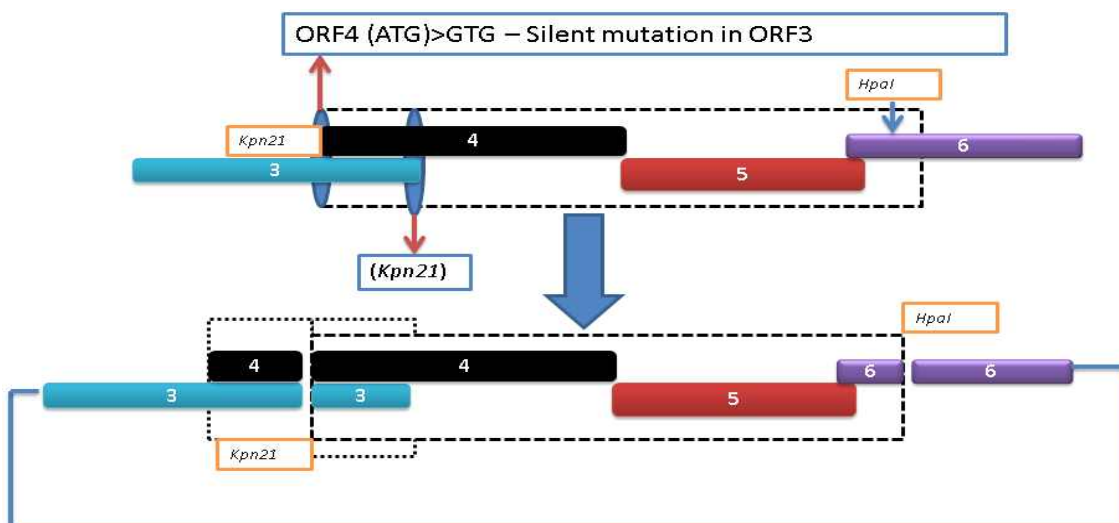 ORF4 (ATG)>GTG – Silent mutation in ORF3
HpaI
Kpn21
4
6
3
5
(Kpn21)
HpaI
4
4
6
6
3
3
5
Kpn21